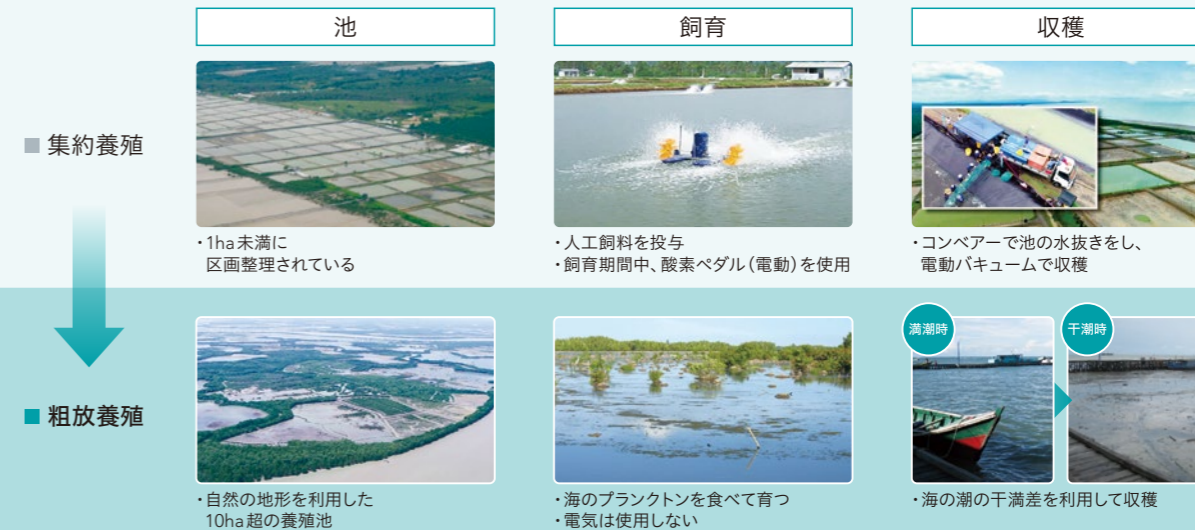 池
飼育
収穫
■ 集約養殖
・1ha未満に
区画整理されている
・人工飼料を投与
・飼育期間中、酸素ペダル(電動)を使用
・コンベアーで池の水抜きをし、
電動バキュームで収穫
■ 粗放養殖
満潮時
干潮時
・自然の地形を利用した
10ha超の養殖池
・海のプランクトンを食べて育つ
・電気は使用しない
・海の潮の干満差を利用して収穫